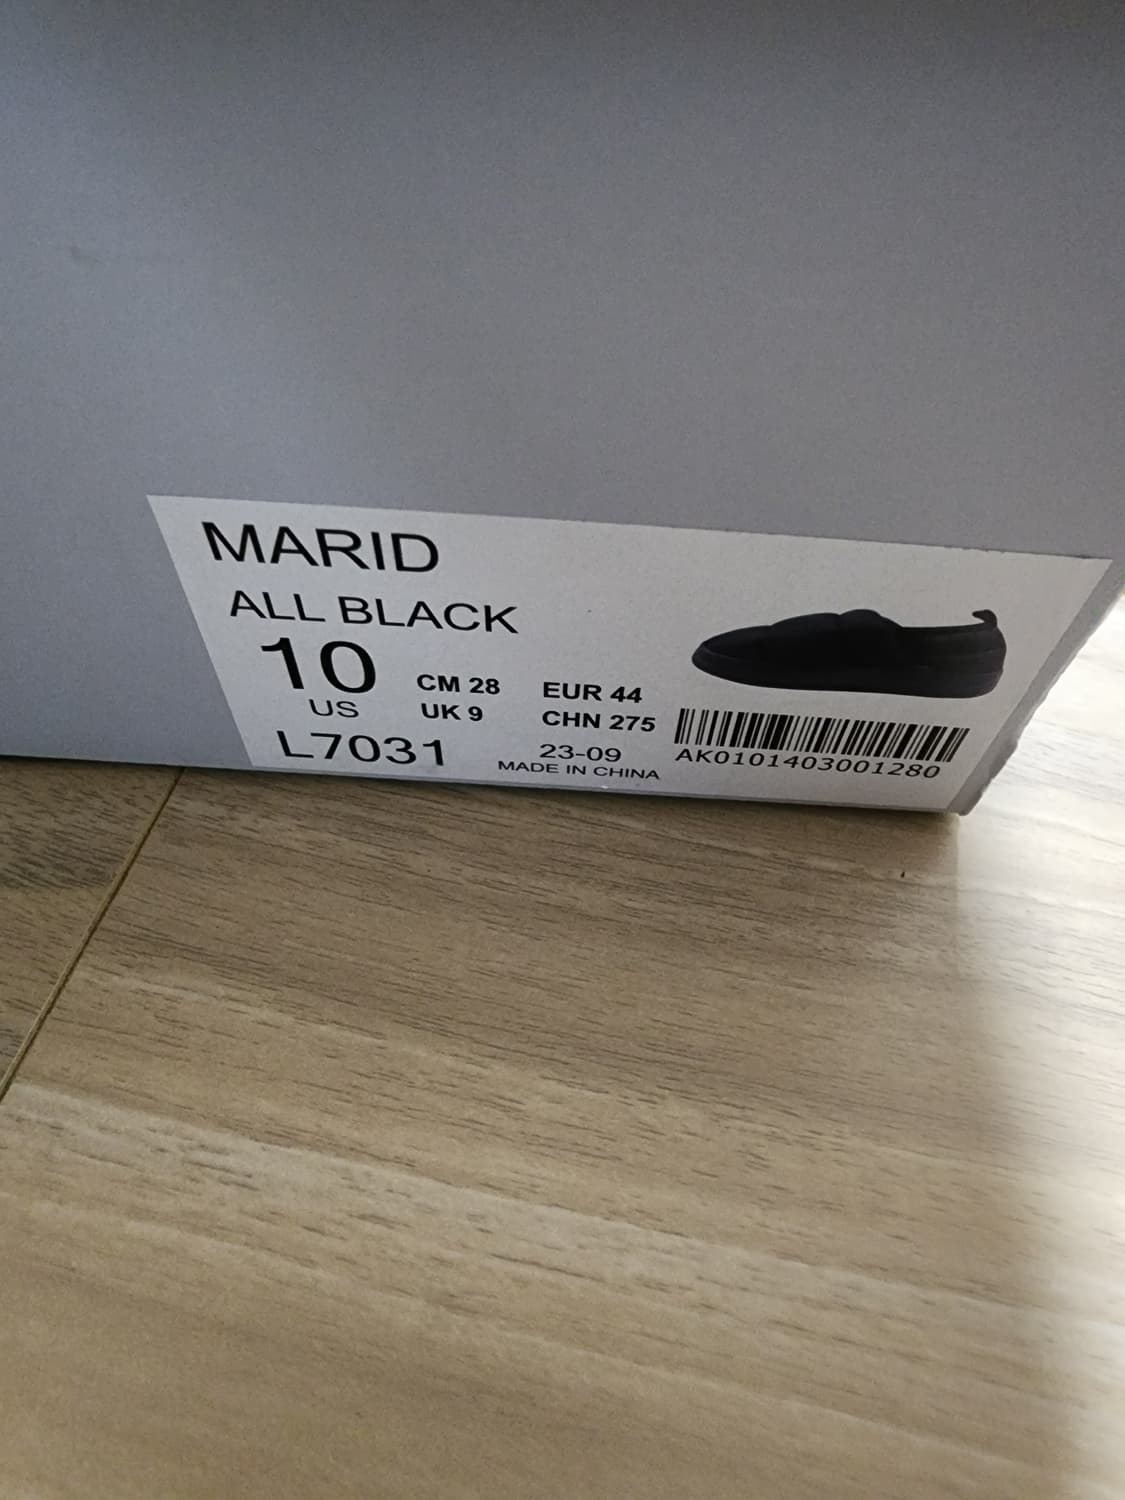 MARID
ALL BLACK
10 CM 28 EUR 44
US UK 9 CHN 275
L7031 23-09 AK0101403001280
MADE IN CHINA